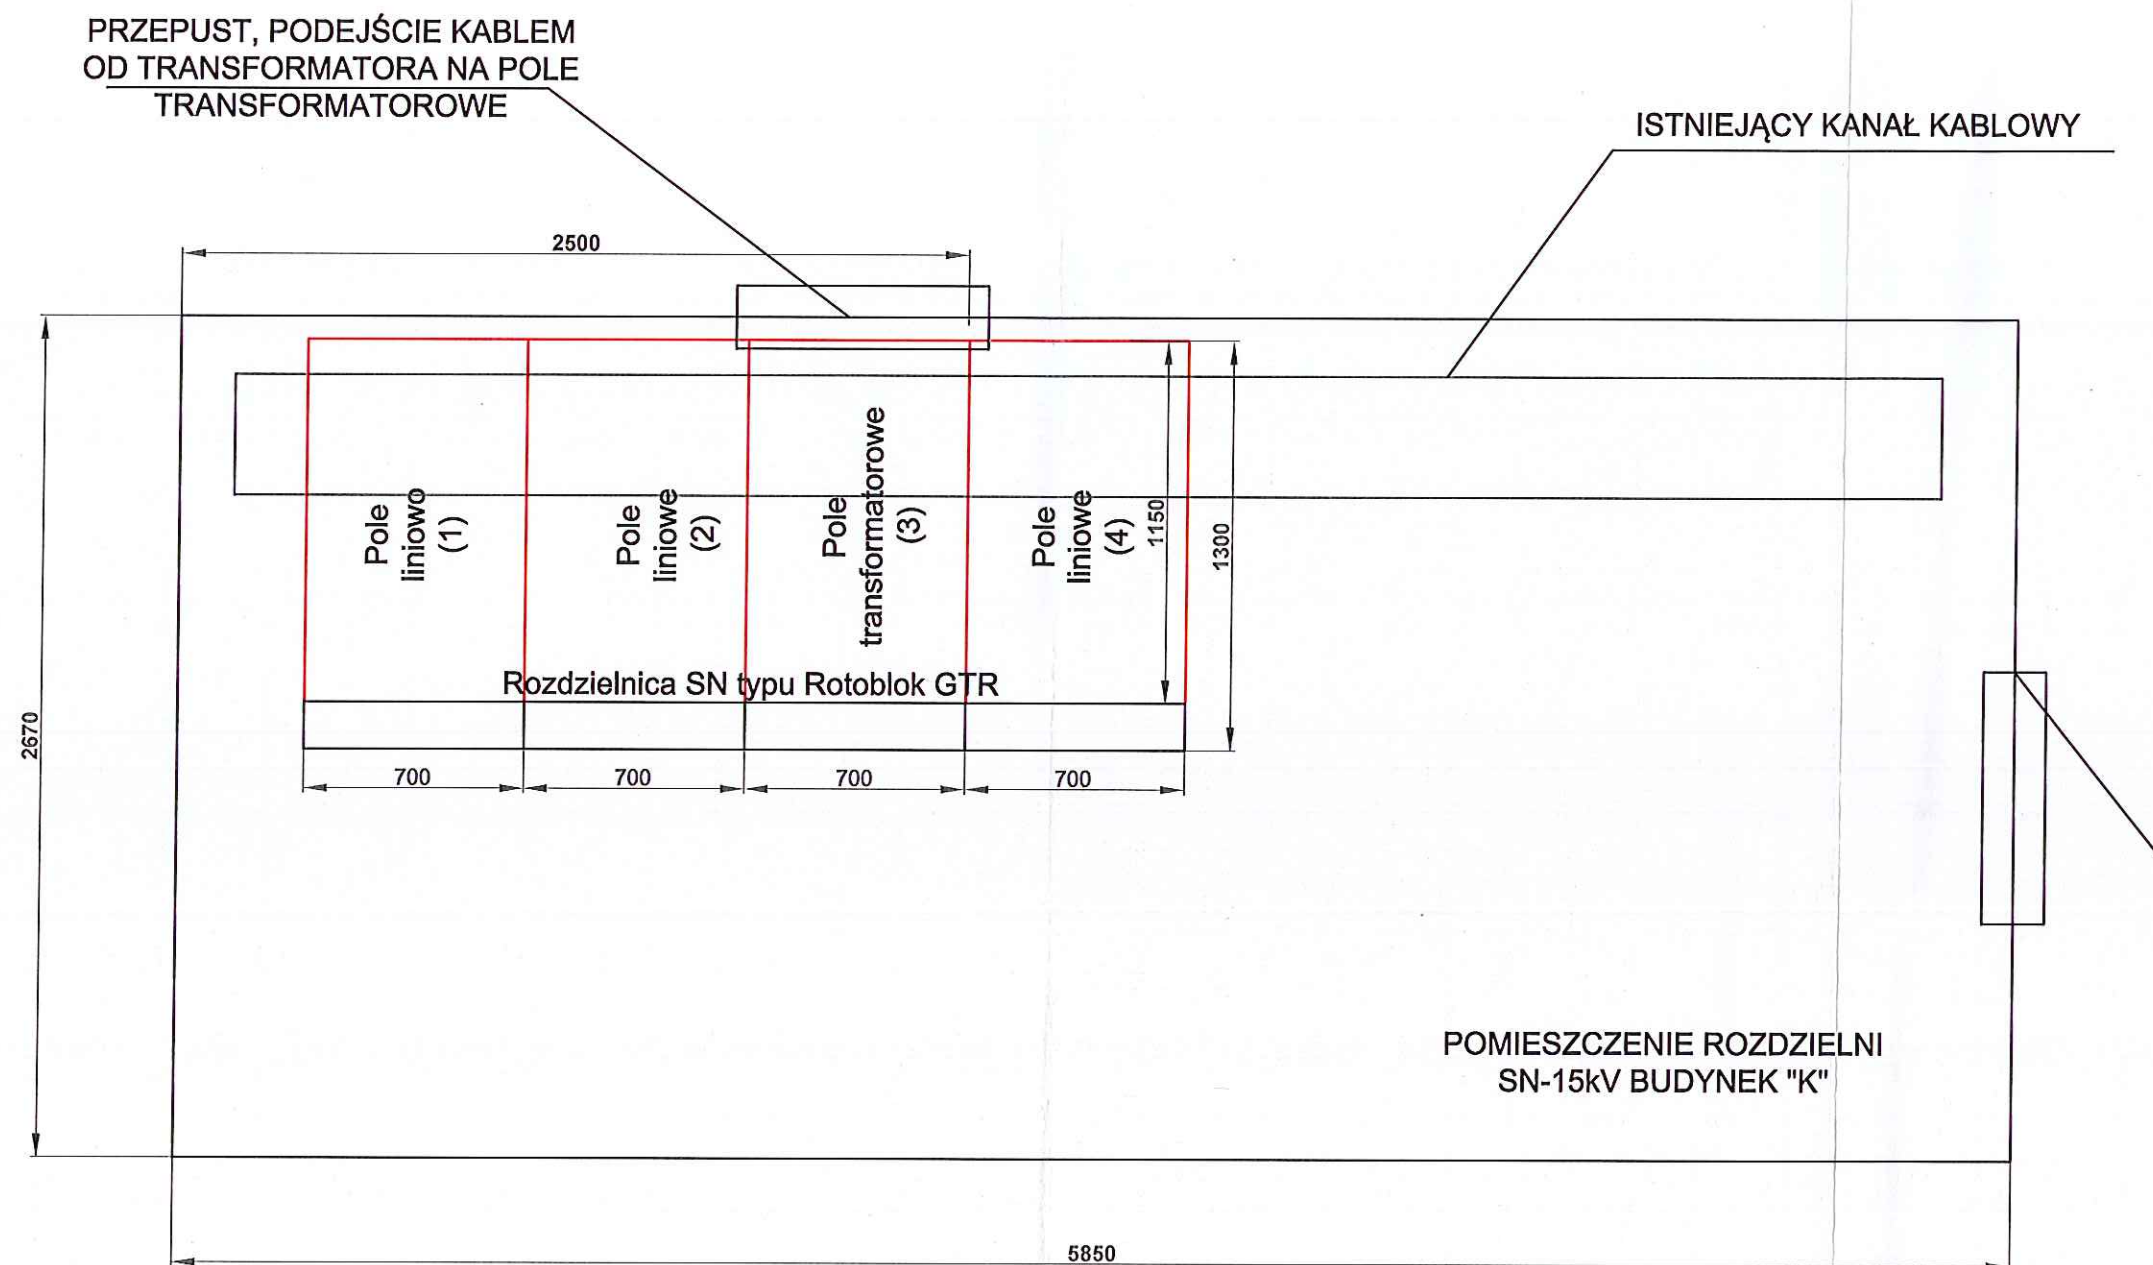 PRZEPUST, PODEJŚCIE KABLEM
OD TRANSFORMATORA NA POLE
TRANSFORMATOROWE
ISTNIEJĄCY KANAŁ KABLOWY
2500
Pole
liniowo
(1)
Pole
liniowe
(2)
Pole
transformatorowe
(3)
Pole
liniowe
(4)
1150
1300
Rozdzielnica SN typu Rotoblok GTR
2670
700
700
700
700
POMIESZCZENIE ROZDZIELNI
SN-15kV BUDYNEK "K"
5850